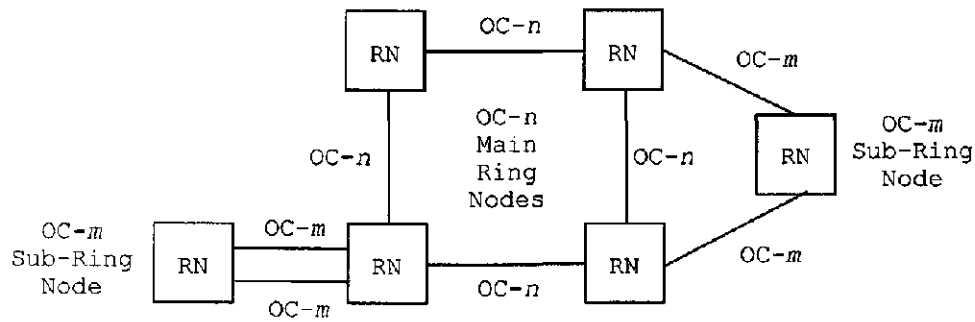 OC-n
RN
RN
OC-m
OC-n
Main
Ring
Nodes
OC-n
OC-n
RN
OC-m
Sub-Ring
Node
OC-m
Sub-Ring
Node
RN
OC-m
OC-m
RN
OC-n
RN
OC-m